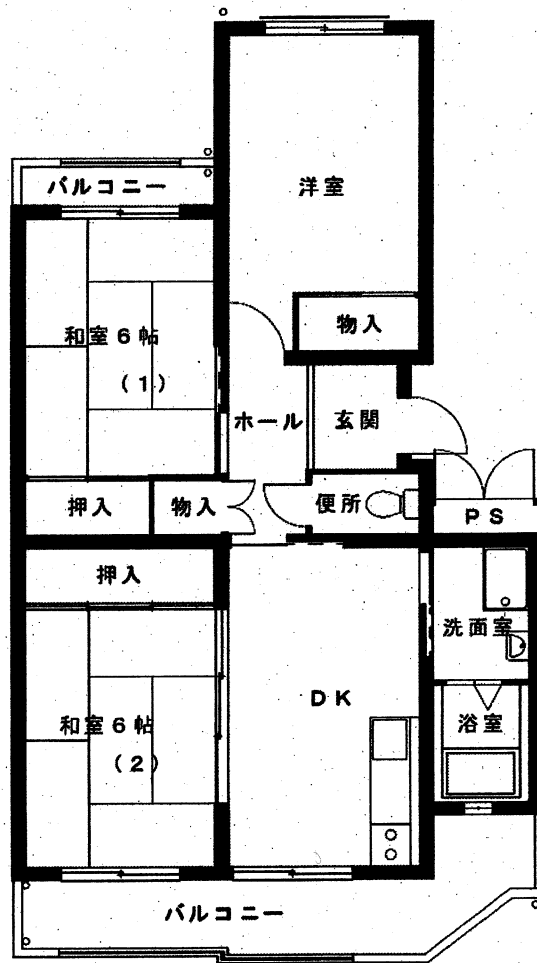 バルコニー
洋室
物入
和室６帖
（１）
ホール
玄関
押入
物入
便所
ＰＳ
押入
洗面室
ＤＫ
和室６帖
（２）
浴室
バルコニー